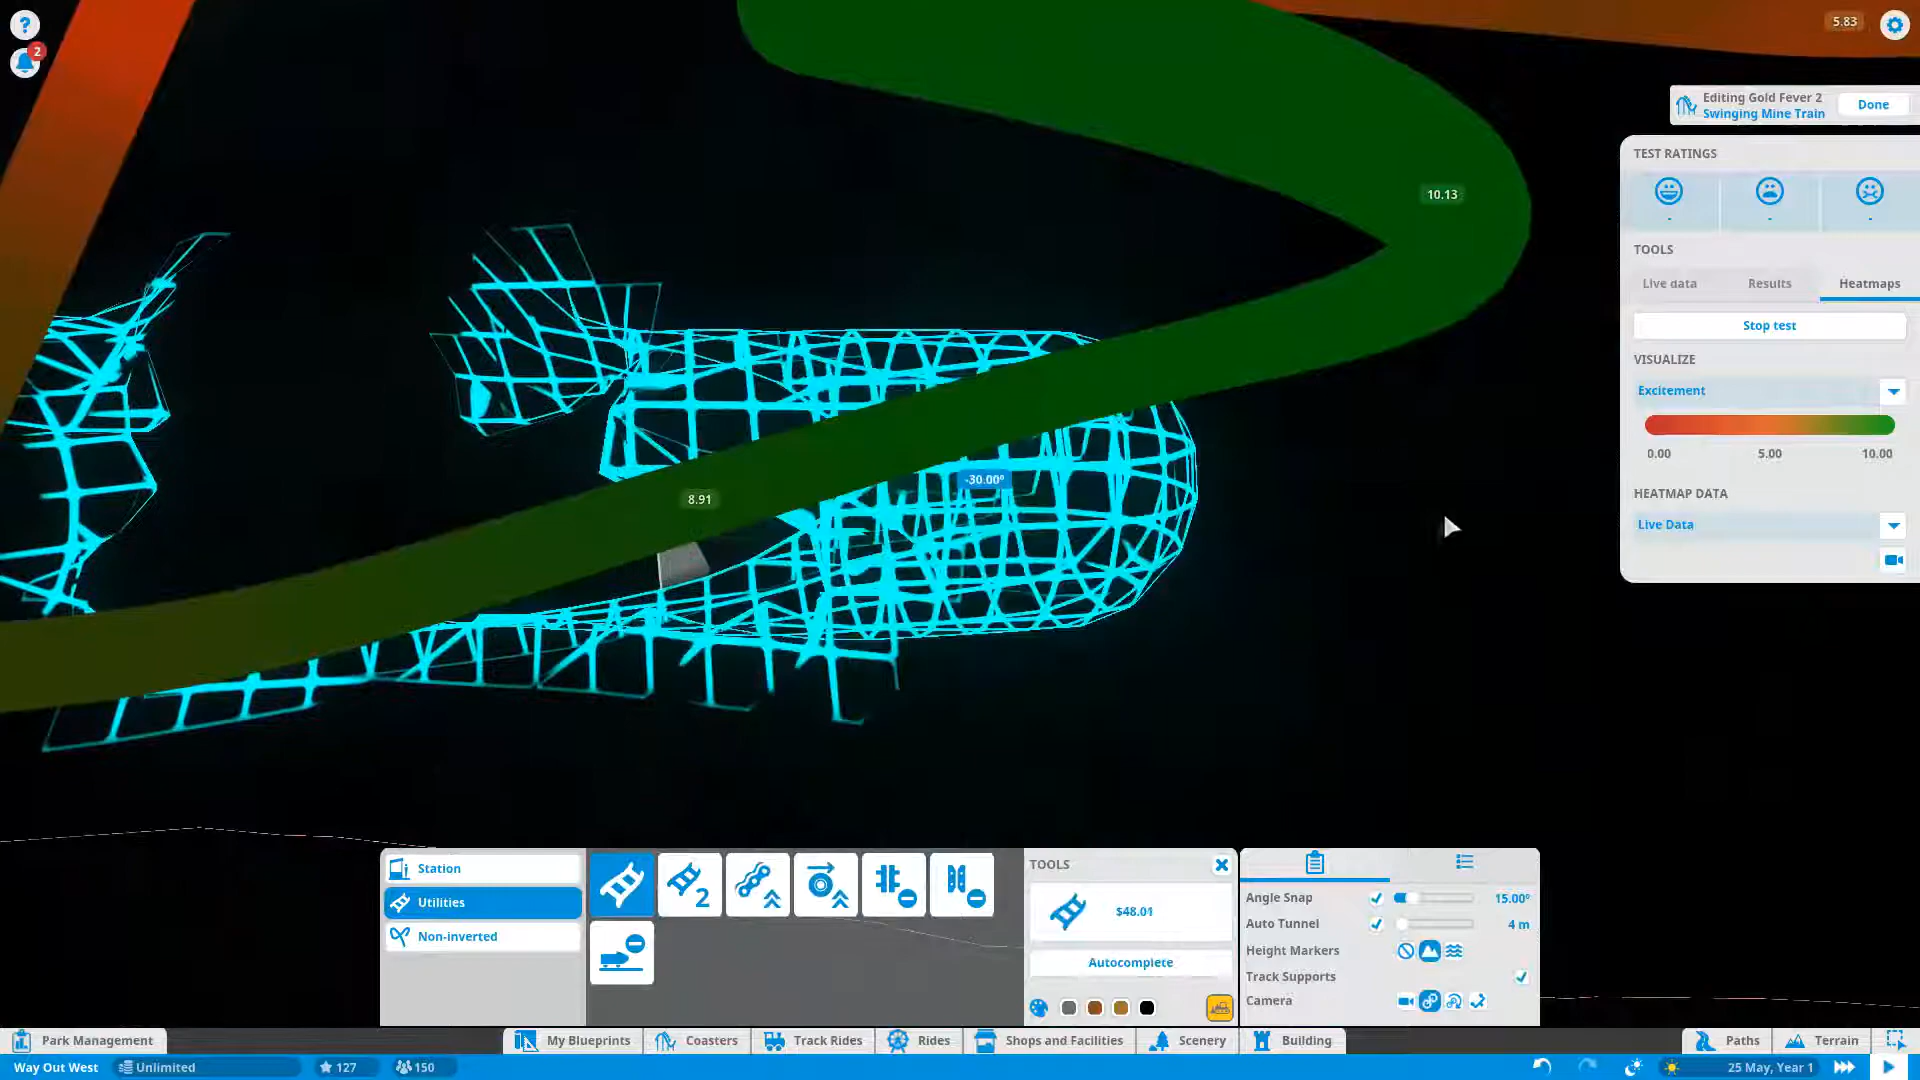 ?
2
5.83
Editing Gold Fever 2
Swinging Mine Train
Done
TEST RATINGS
- - -
TOOLS
Live data Results Heatmaps
Stop test
VISUALIZE
Excitement
0.00 5.00 10.00
HEATMAP DATA
Live Data
10.13
8.91
-30.00°
Station
Utilities
Non-inverted
2
TOOLS
$48.01
Autocomplete
Angle Snap 15.00°
Auto Tunnel 4 m
Height Markers
Track Supports
Camera
Park Management
My Blueprints
Coasters
Track Rides
Rides
Shops and Facilities
Scenery
Building
Paths
Terrain
Way Out West
Unlimited
127
150
25 May, Year 1